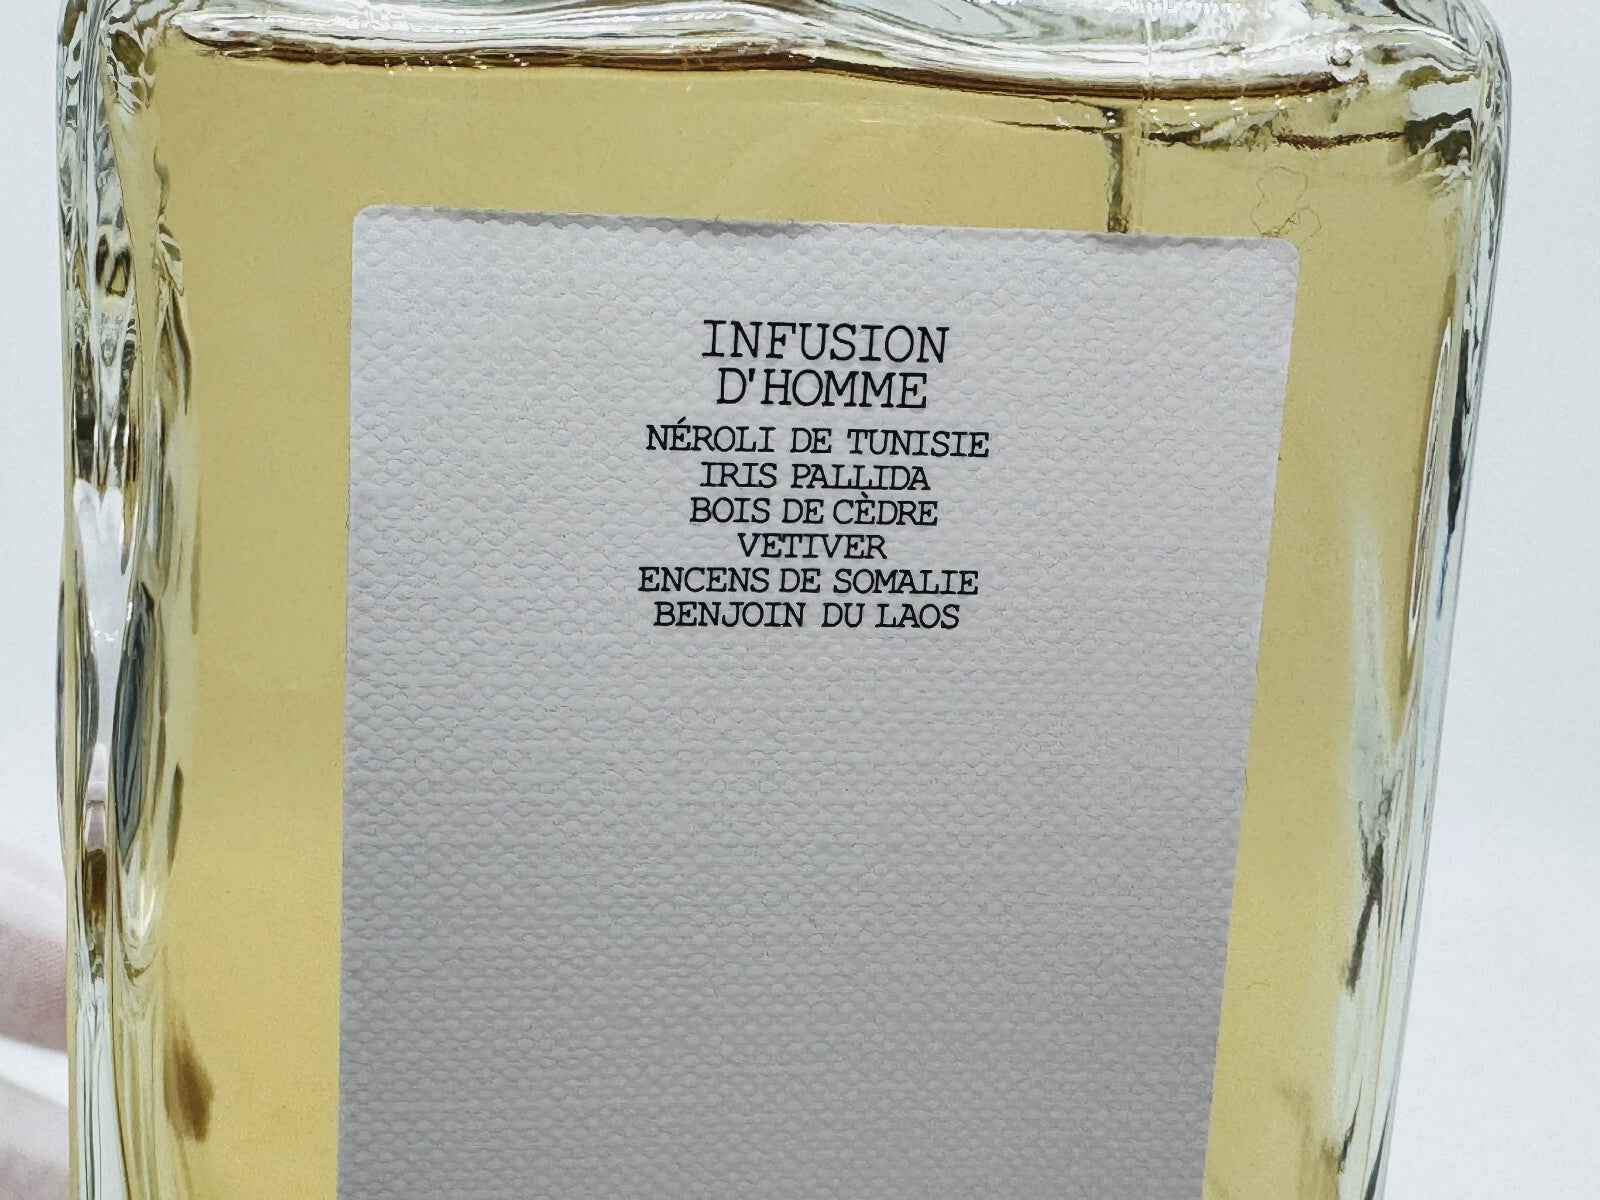 INFUSION
D'HOMME
NÉROLI DE TUNISIE
IRIS PALLIDA
BOIS DE CÈDRE
VETIVER
ENCENS DE SOMALIE
BENJOIN DU LAOS